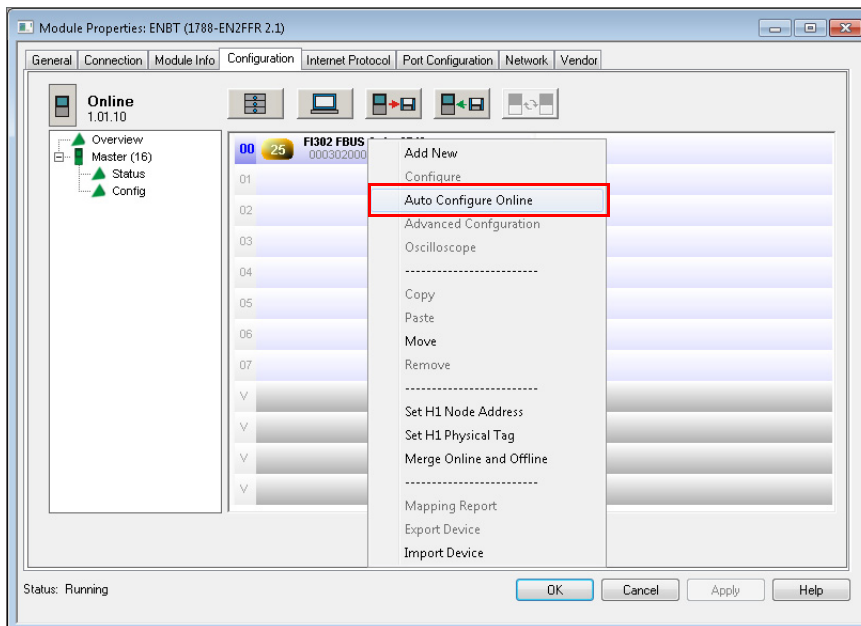 Module Properties: ENBT (1788-EN2FFR 2.1)
General Connection Module Info Configuration Internet Protocol Port Configuration Network Vendor
Online
1.01.10
Overview
Master (16)
Status
Config
00 25 FI302 FBUS
000302000
01
02
03
04
05
06
07
V
V
V
V
Add New
Configure
Auto Configure Online
Advanced Confguration
Oscilloscope
-------------------------
Copy
Paste
Move
Remove
-------------------------
Set H1 Node Address
Set H1 Physical Tag
Merge Online and Offline
-------------------------
Mapping Report
Export Device
Import Device
Status: Running
OK Cancel Apply Help